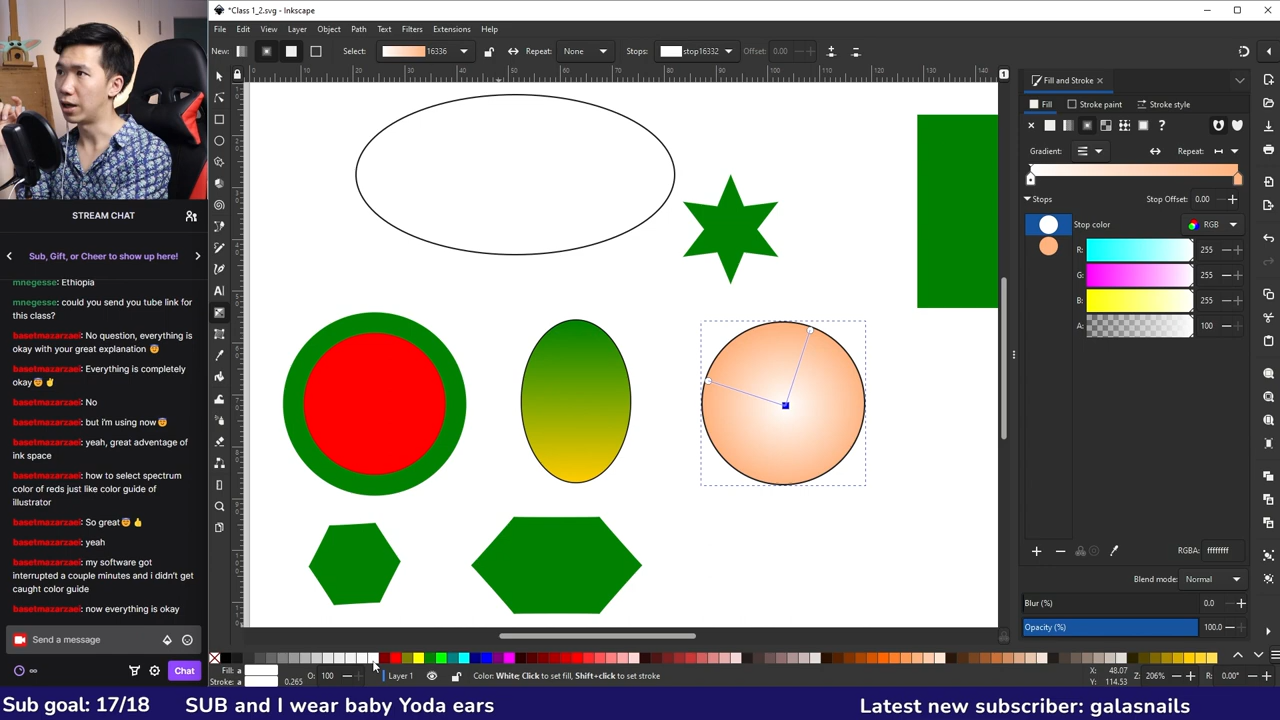 *Class 1_2.svg - Inkscape
File Edit View Layer Object Path Text Filters Extensions Help
New: Select: 16336 Repeat: None Stops: stop16332 Offset: 0.00
STREAM CHAT
Sub, Gift, or Cheer to show up here!
mnegesse: Ethiopia
mnegesse: could you send you tube link for
this class?
basetmazarzaei: No question, everything is
okay with your great explanation
basetmazarzaei: Everything is completely
okay
basetmazarzaei: No
basetmazarzaei: but i'm using now
basetmazarzaei: yeah, great adventage of
ink space
basetmazarzaei: how to select spectrum
color of reds just like color guide of
illustrator
basetmazarzaei: So great
basetmazarzaei: yeah
basetmazarzaei: my software got
interrupted a couple minutes and i didn't get
caught color guide
basetmazarzaei: now everything is okay
Send a message
Chat
Fill and Stroke
Fill Stroke paint Stroke style
Gradient: Repeat:
Stops Stop Offset: 0.00
Stop color RGB
R: 255
G: 255
B: 255
A: 100
RGBA: ffffffff
Blend mode: Normal
Blur (%) 0.0
Opacity (%) 100.0
Fill: a
Stroke: a 0.265 O: 100 Layer 1 Color: White; Click to set fill, Shift+click to set stroke
X: 48.07
Y: 114.53
Z: 206% R: 0.00°
Sub goal: 17/18 SUB and I wear baby Yoda ears Latest new subscriber: galasnails